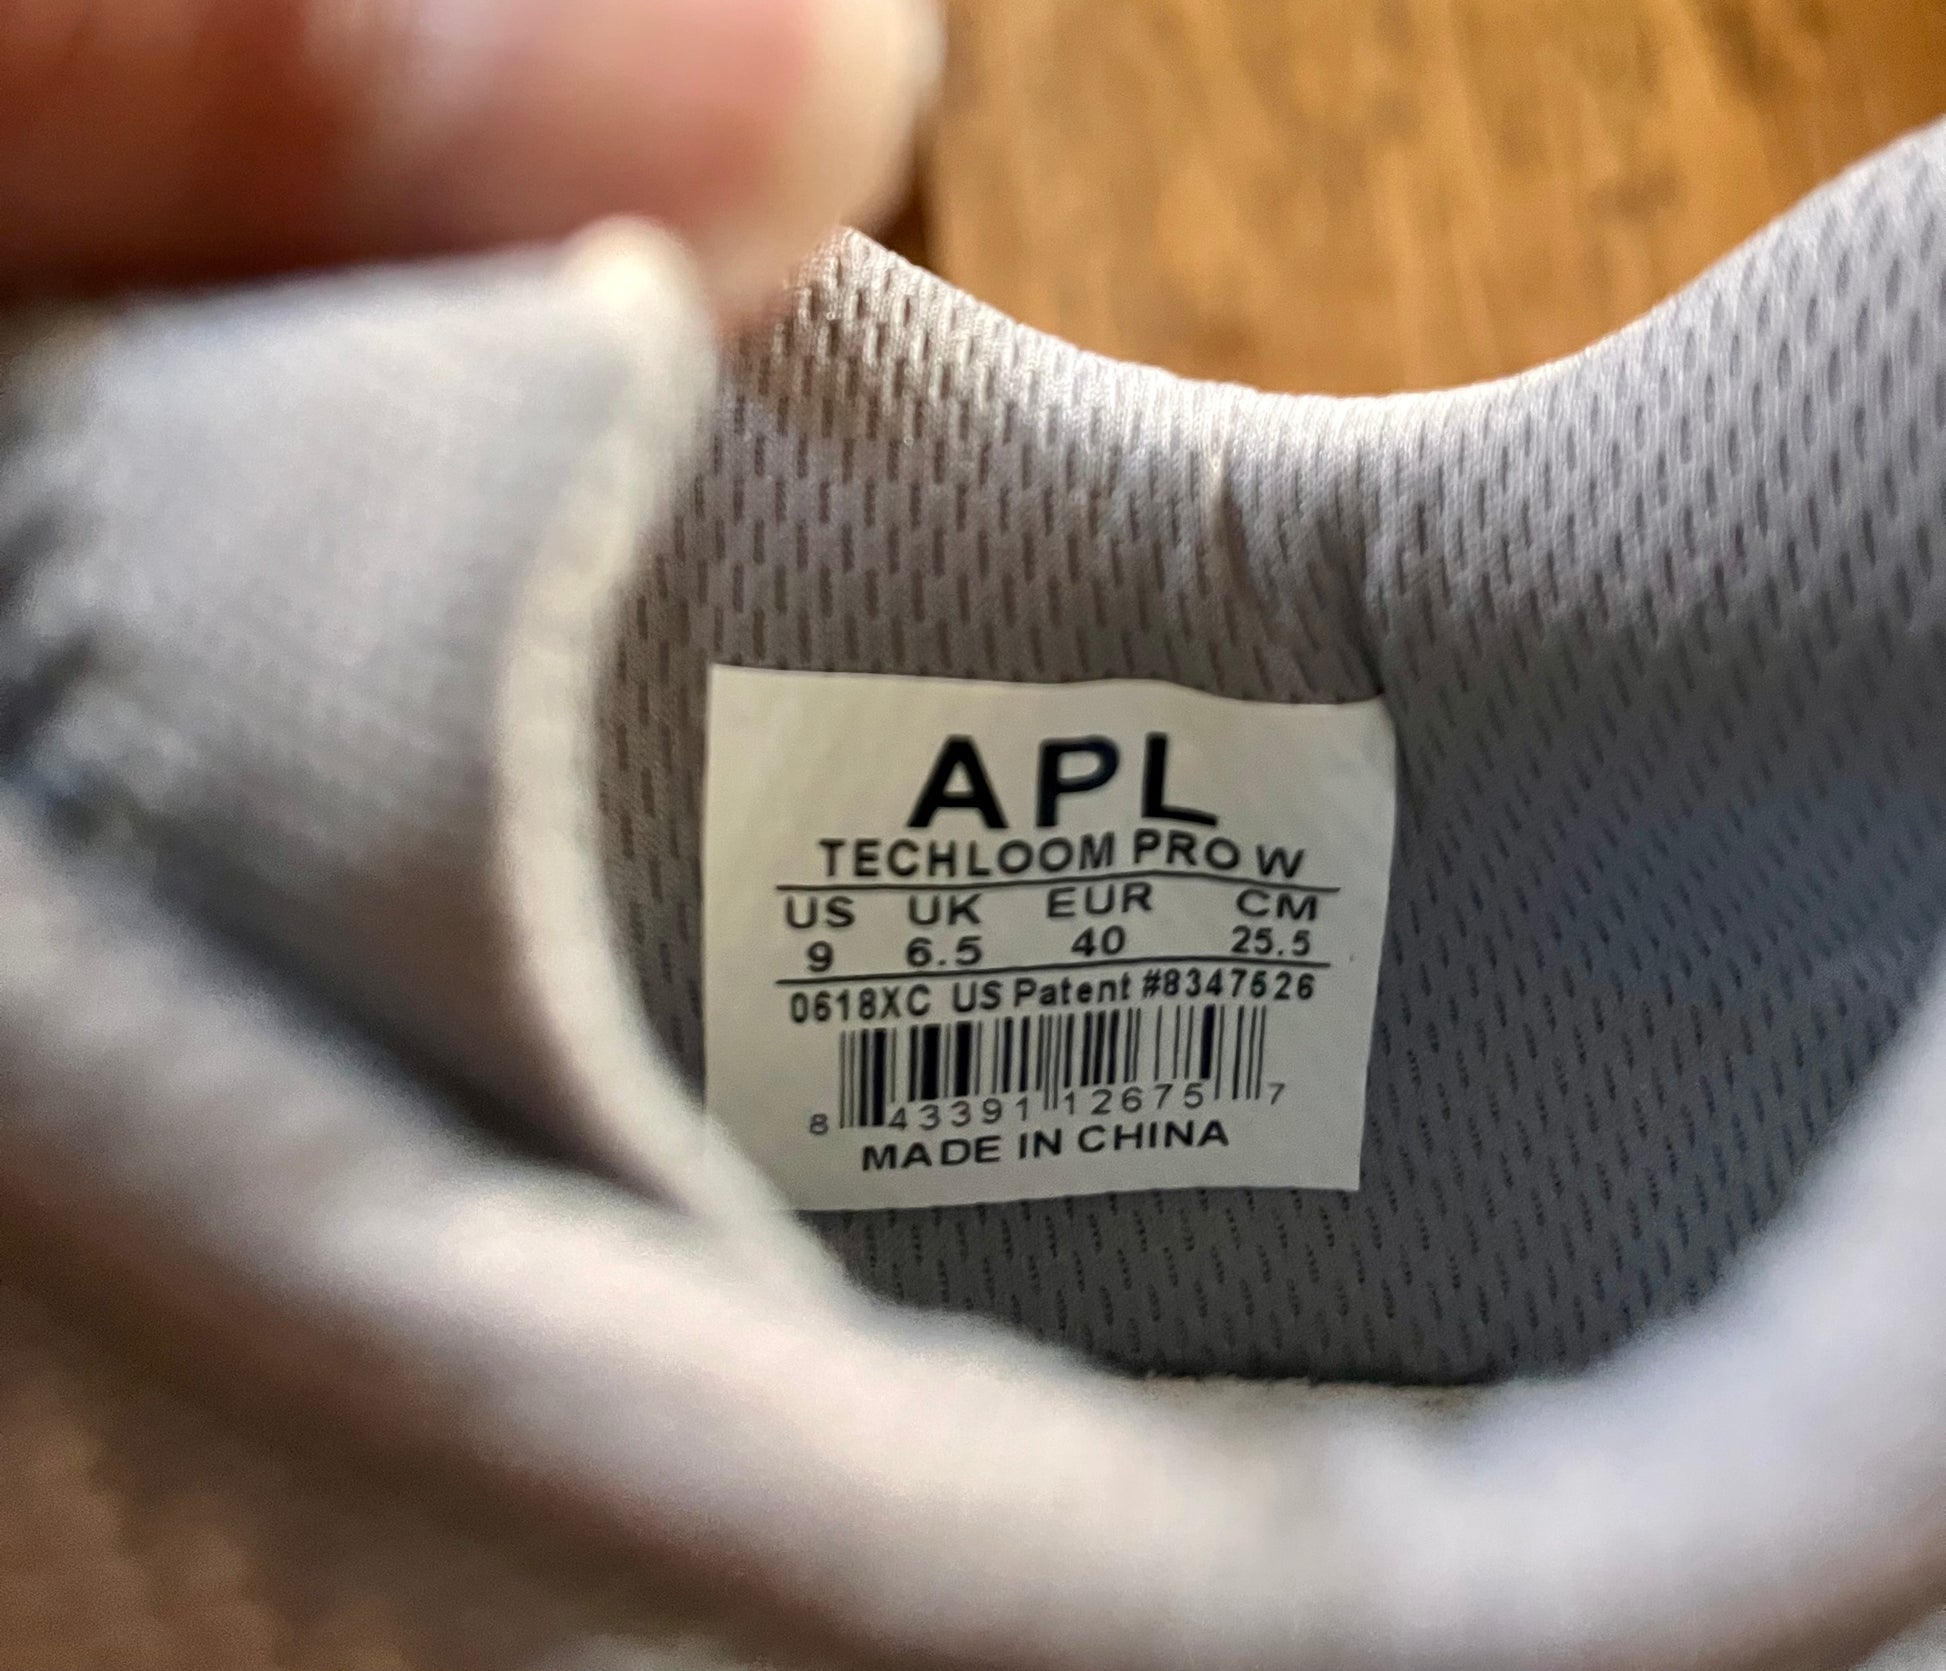 APL
TECHLOOM PRO W
US UK EUR CM
9 6.5 40 25.5
0618XC US Patent #8347526
8 43391 12675 7
MADE IN CHINA